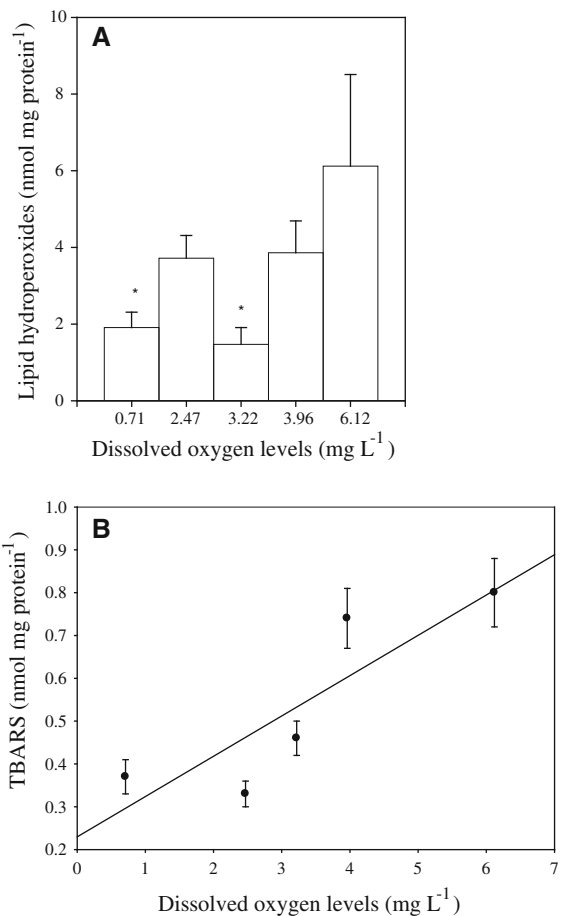 A
10
8
6
4
2
0
Lipid hydroperoxides (nmol mg protein⁻¹)
*
*
0.71 2.47 3.22 3.96 6.12
Dissolved oxygen levels (mg L⁻¹)
B
1.0
0.9
0.8
0.7
0.6
0.5
0.4
0.3
0.2
TBARS (nmol mg protein⁻¹)
0 1 2 3 4 5 6 7
Dissolved oxygen levels (mg L⁻¹)